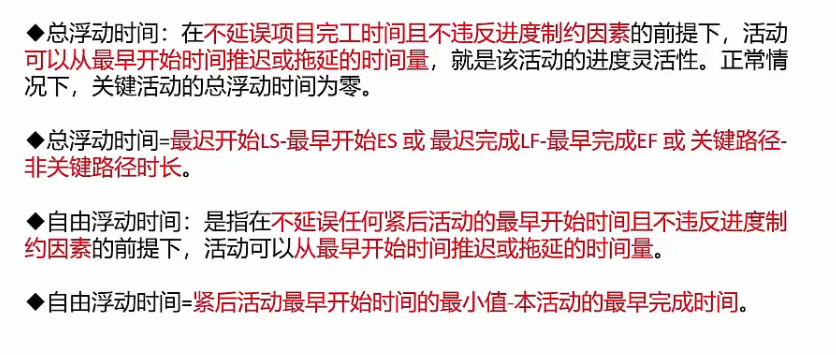 ◆总浮动时间：在不延误项目完工时间且不违反进度制约因素的前提下，活动
可以从最早开始时间推迟或拖延的时间量，就是该活动的进度灵活性。正常情
况下，关键活动的总浮动时间为零。
◆总浮动时间=最迟开始LS-最早开始ES 或 最迟完成LF-最早完成EF 或 关键路径-
非关键路径时长。
◆自由浮动时间：是指在不延误任何紧后活动的最早开始时间且不违反进度制
约因素的前提下，活动可以从最早开始时间推迟或拖延的时间量。
◆自由浮动时间=紧后活动最早开始时间的最小值-本活动的最早完成时间。